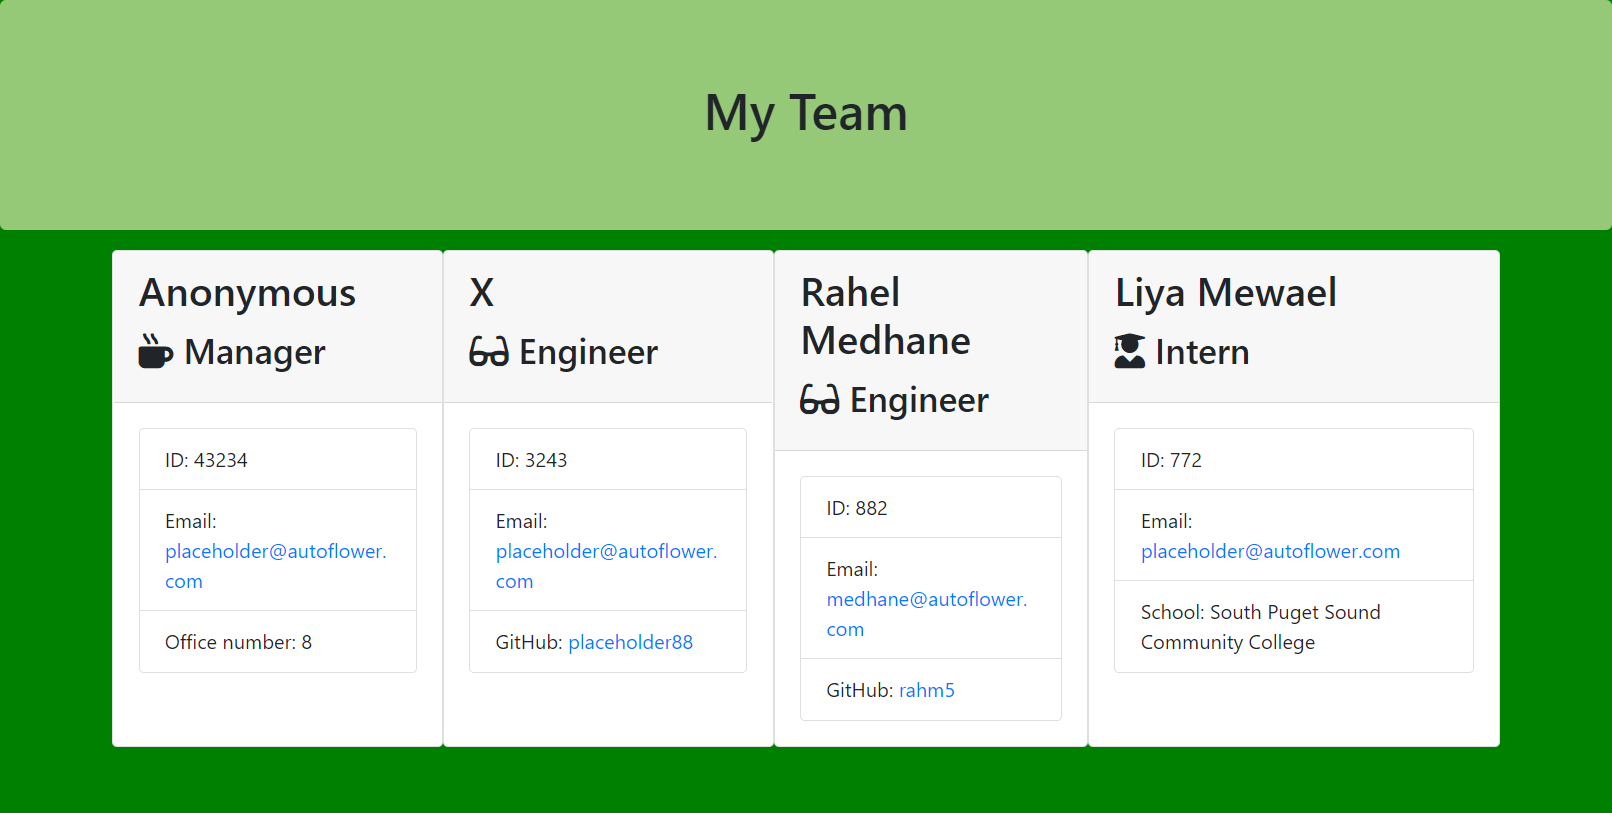 My Team
Anonymous
Manager
ID: 43234
Email:
placeholder@autoflower.
com
Office number: 8
X
Engineer
ID: 3243
Email:
placeholder@autoflower.
com
GitHub: placeholder88
Rahel
Medhane
Engineer
ID: 882
Email:
medhane@autoflower.
com
GitHub: rahm5
Liya Mewael
Intern
ID: 772
Email:
placeholder@autoflower.com
School: South Puget Sound
Community College